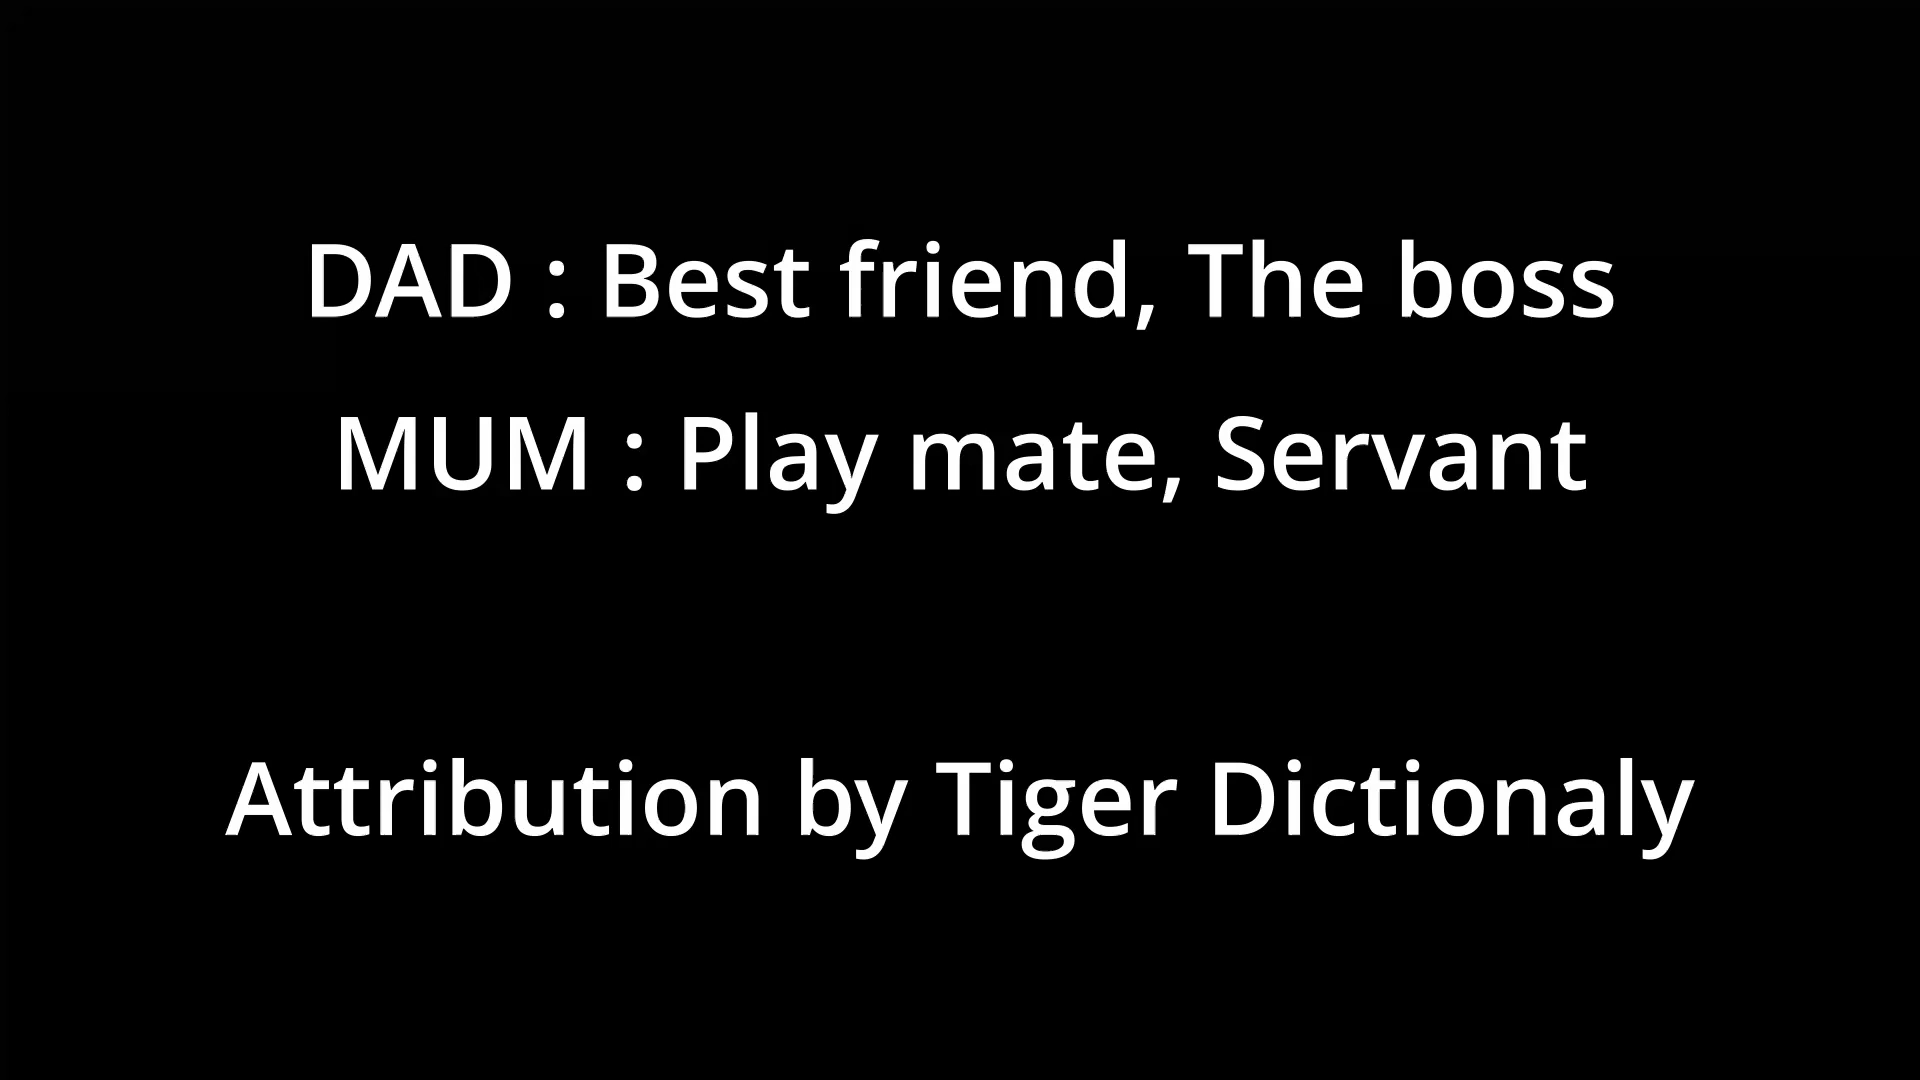 DAD : Best friend, The boss
MUM : Play mate, Servant
Attribution by Tiger Dictionaly